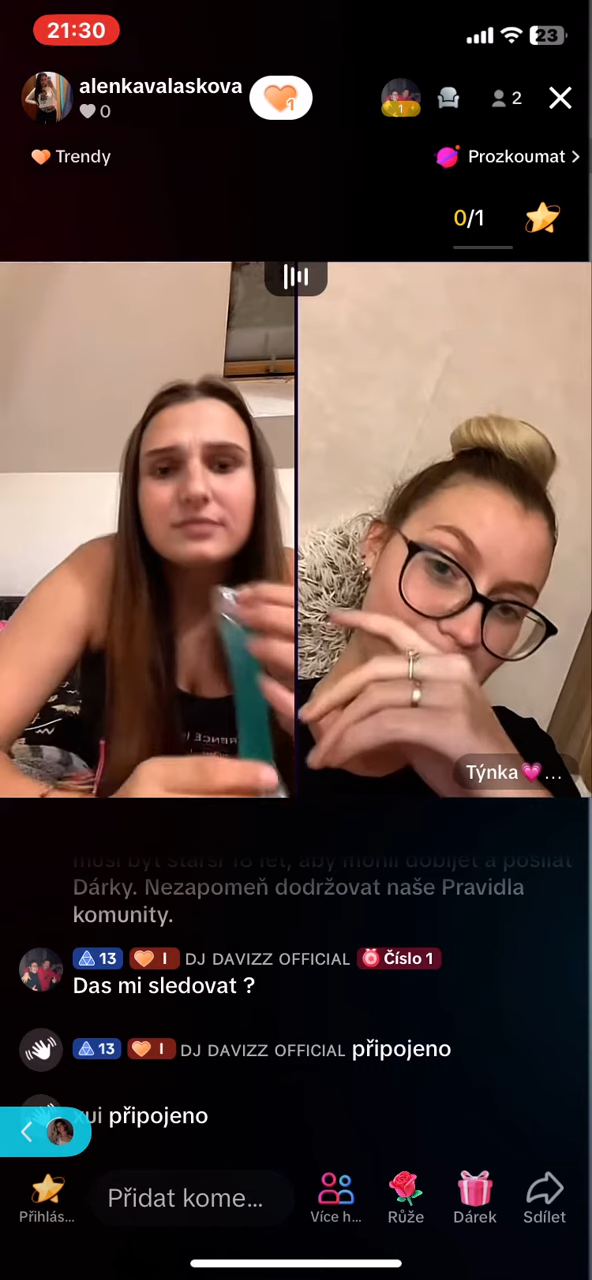 21:30
23
alenkavalaskova
0
1
2
Trendy
Prozkoumat
0/1
Týnka💗...
musí být starší 18 let, aby mohli dobíjet a posílat
Dárky. Nezapomeň dodržovat naše Pravidla
komunity.
13 I DJ DAVIZZ OFFICIAL Číslo 1
Das mi sledovat ?
13 I DJ DAVIZZ OFFICIAL připojeno
připojeno
Přihlás...
Přidat kome...
Více h...
Růže
Dárek
Sdílet